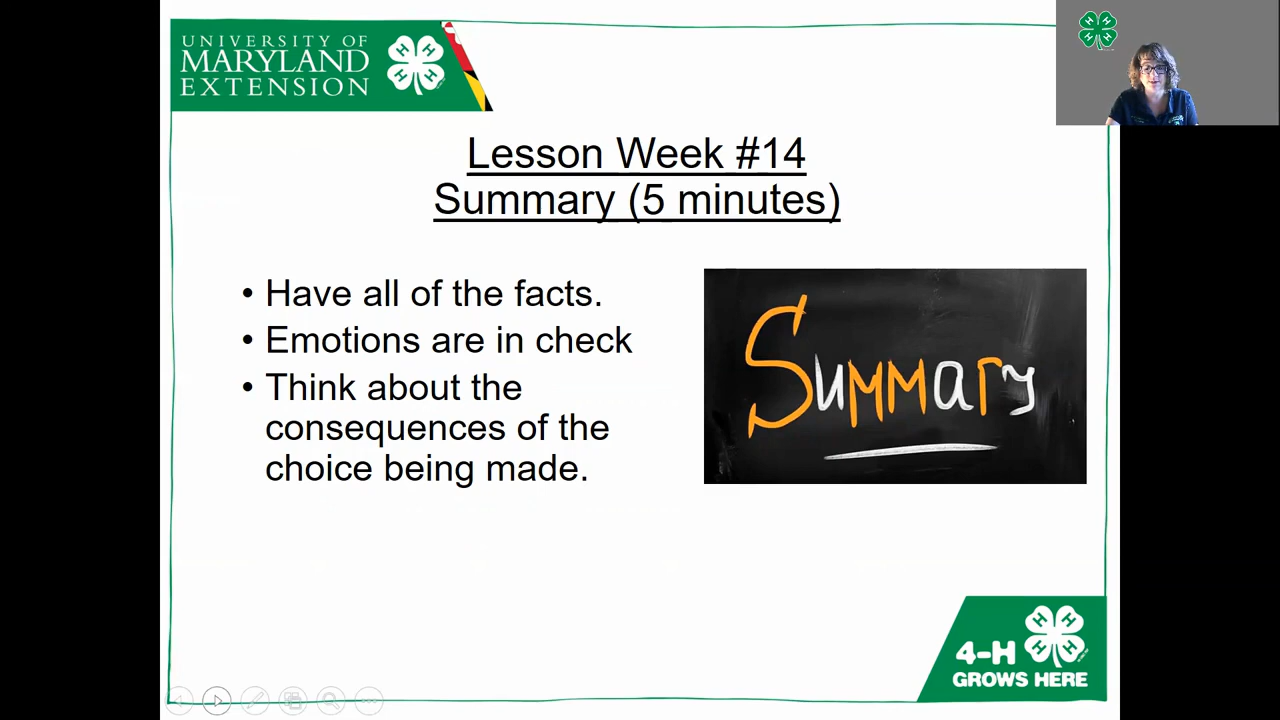 UNIVERSITY OF
MARYLAND
EXTENSION
H H
H H
Lesson Week #14
Summary (5 minutes)
• Have all of the facts.
• Emotions are in check
• Think about the
consequences of the
choice being made.
Summary
4-H
GROWS HERE
H H
H H
H H
H H